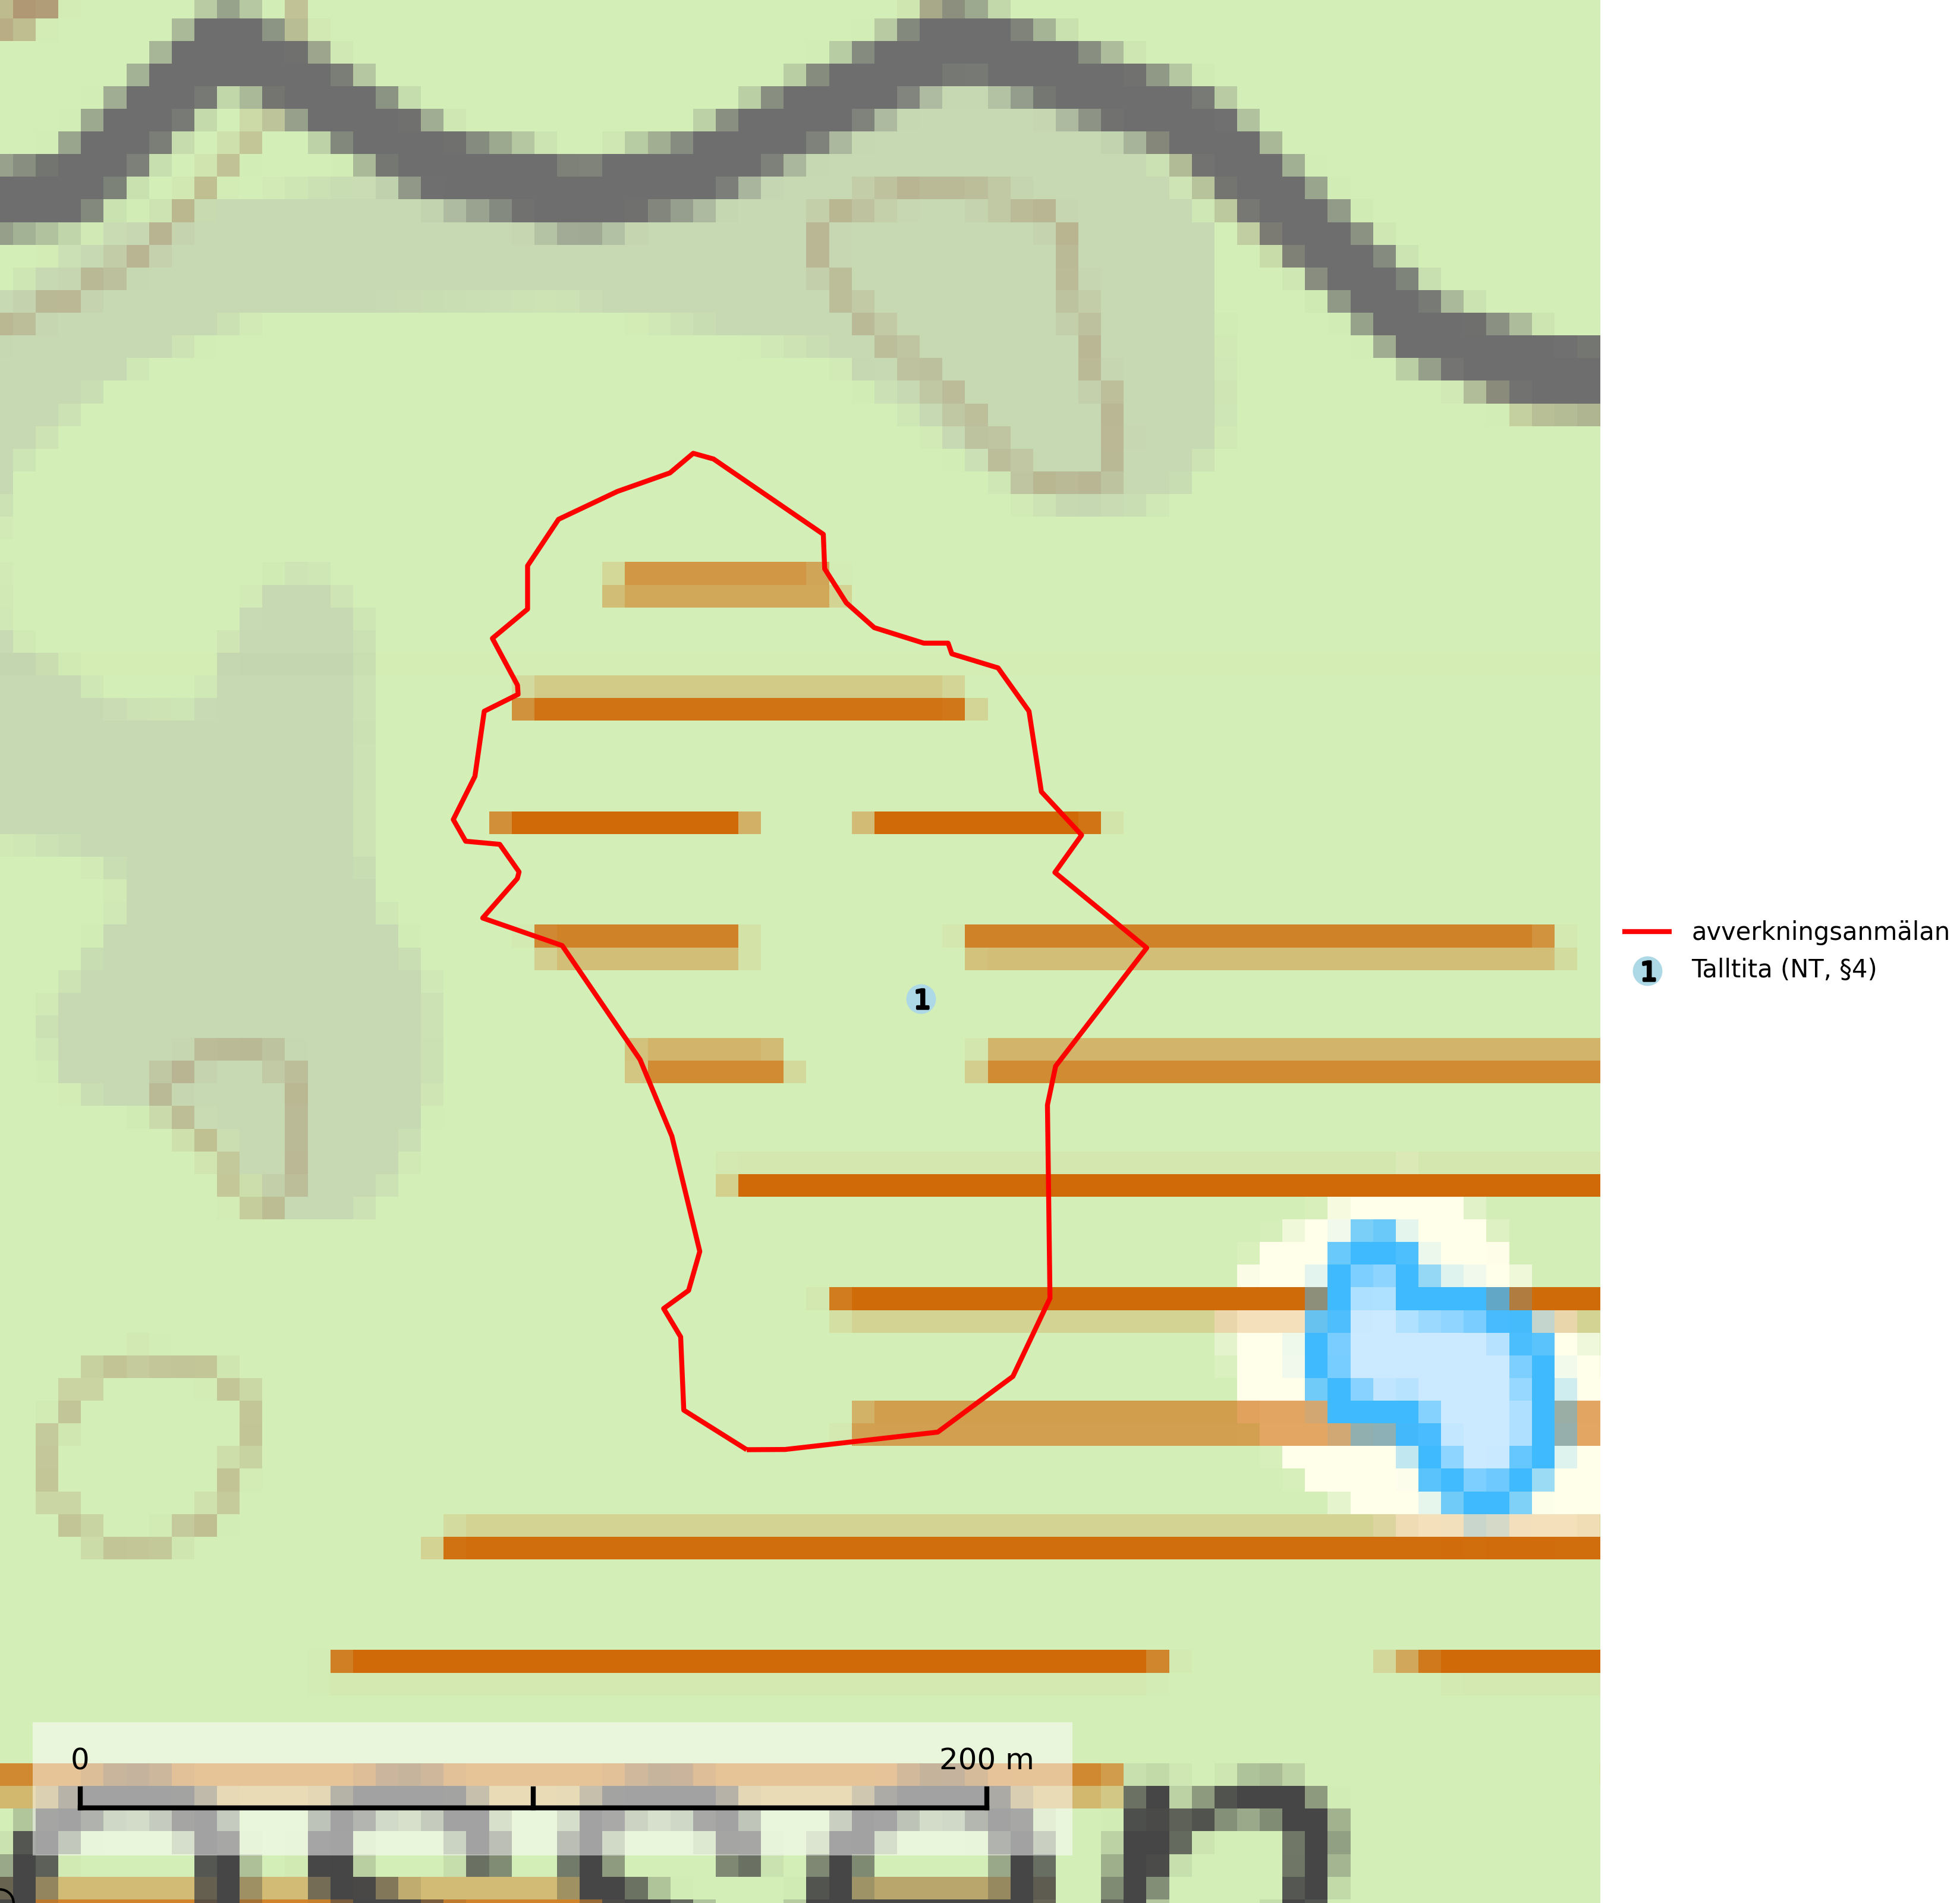 avverkningsanmälan
1 Talltita (NT, §4)
1
0 200 m